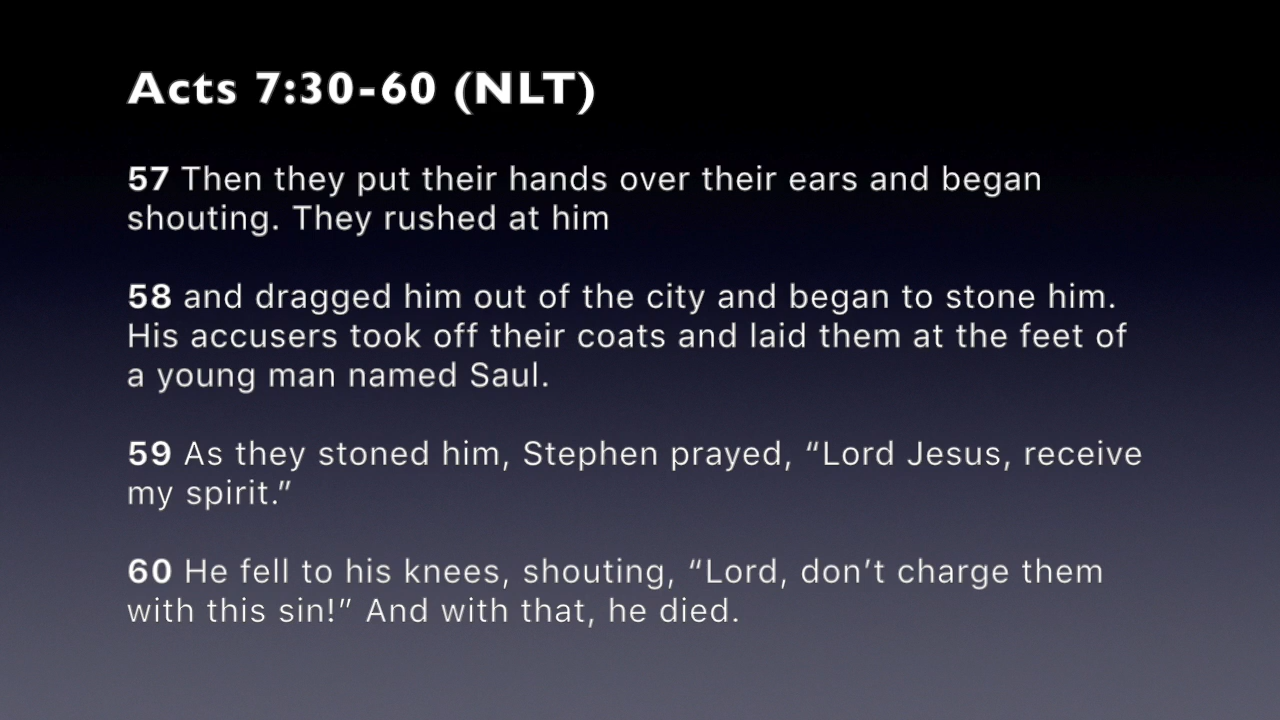 Acts 7:30-60 (NLT)
57 Then they put their hands over their ears and began
shouting. They rushed at him
58 and dragged him out of the city and began to stone him.
His accusers took off their coats and laid them at the feet of
a young man named Saul.
59 As they stoned him, Stephen prayed, “Lord Jesus, receive
my spirit.”
60 He fell to his knees, shouting, “Lord, don’t charge them
with this sin!” And with that, he died.